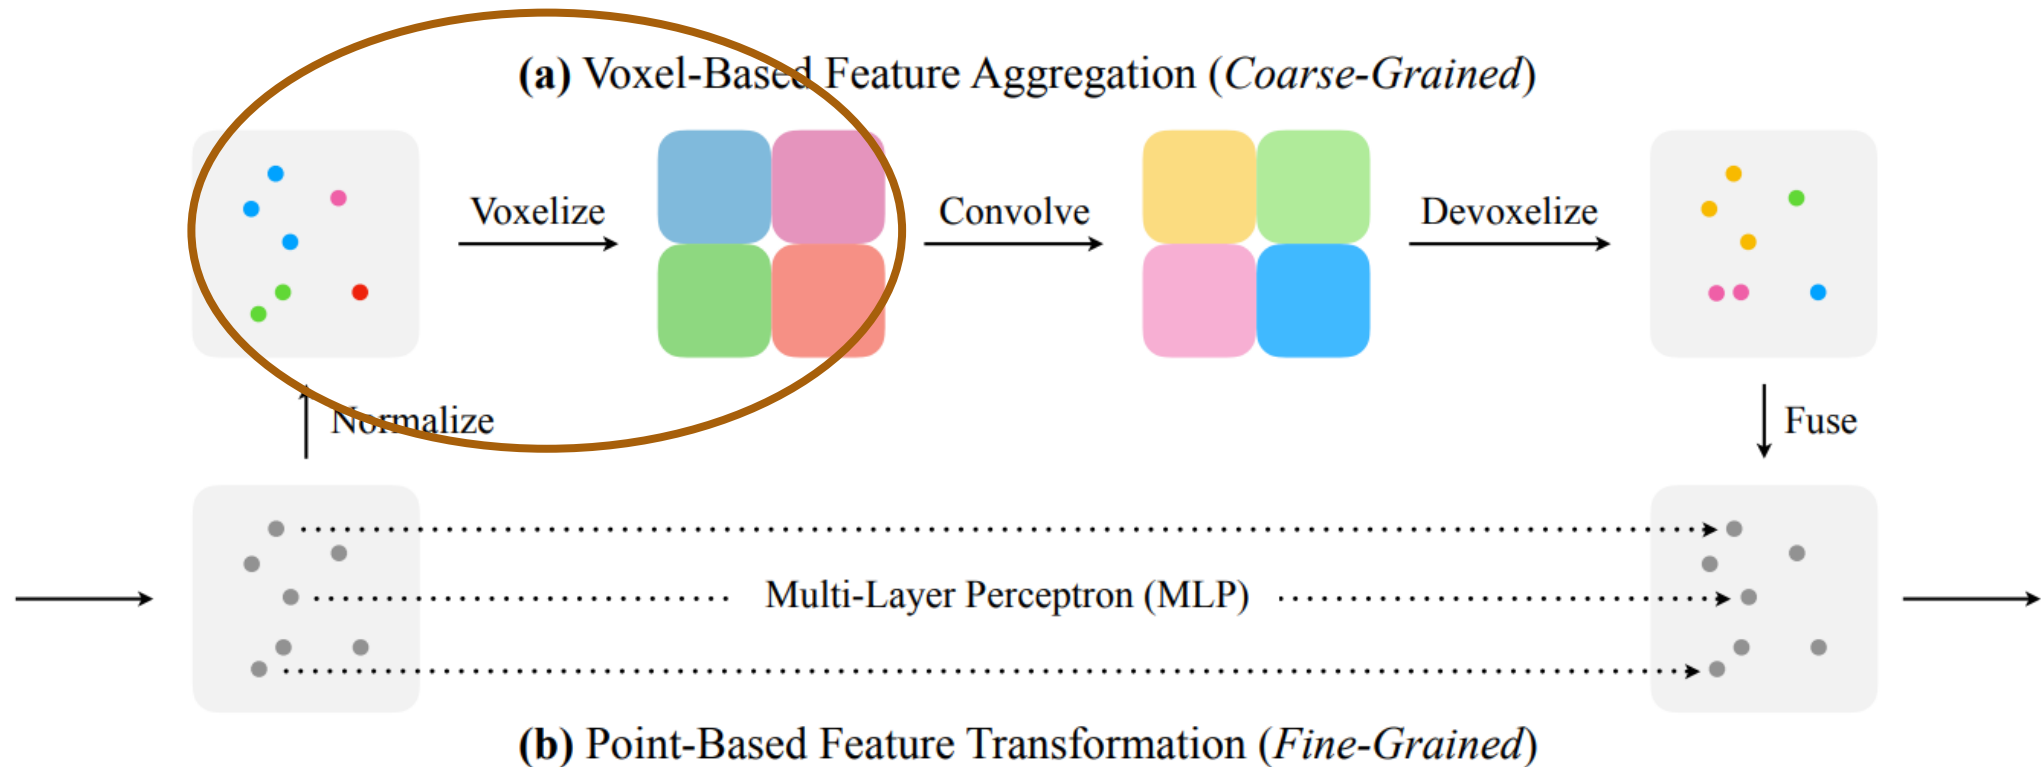 (a) Voxel-Based Feature Aggregation (Coarse-Grained)
Voxelize
Convolve
Devoxelize
Normalize
Fuse
Multi-Layer Perceptron (MLP)
(b) Point-Based Feature Transformation (Fine-Grained)